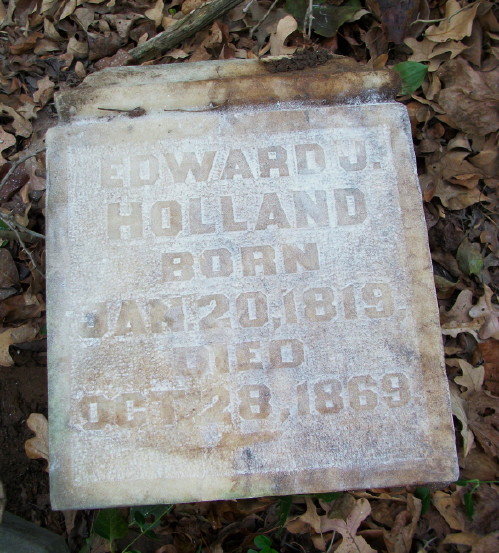 EDWARD J.
HOLLAND
BORN
JAN. 20, 1819.
DIED
OCT. 28, 1869.